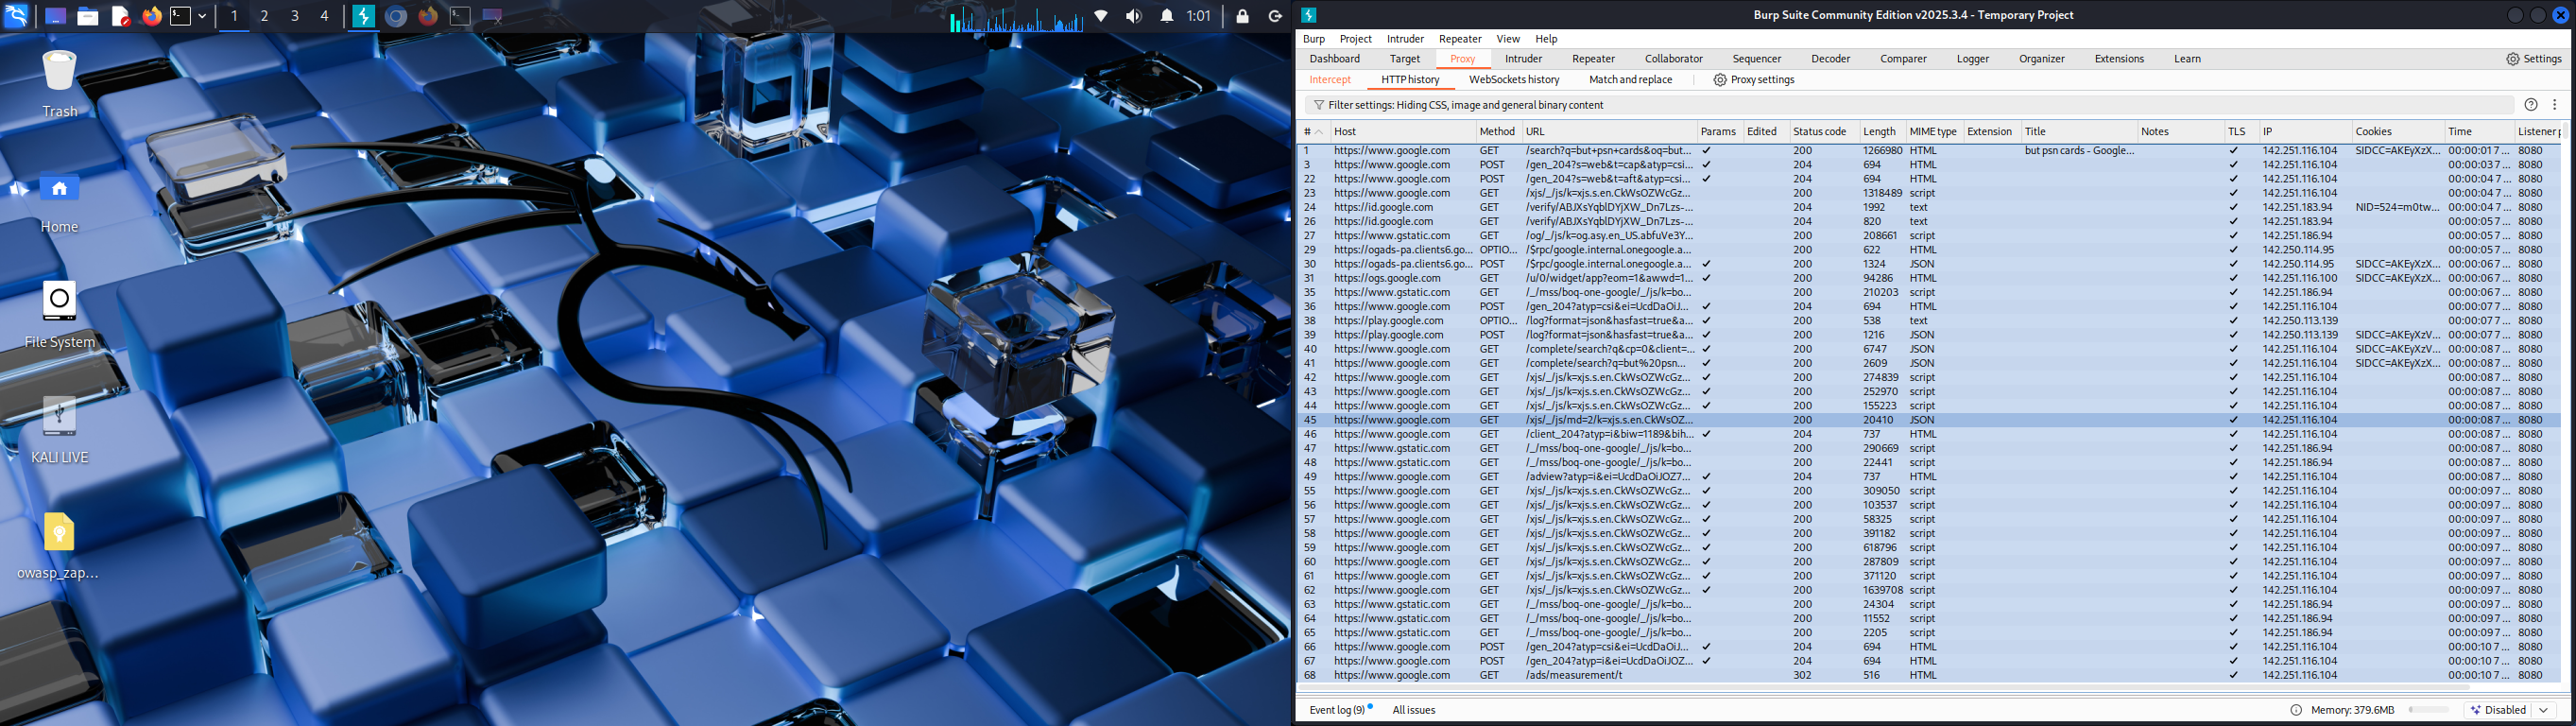 1 2 3 4 1:01
Trash
Home
File System
KALI LIVE
owasp_zap...
Burp Suite Community Edition v2025.3.4 - Temporary Project
Burp Project Intruder Repeater View Help
Dashboard Target Proxy Intruder Repeater Collaborator Sequencer Decoder Comparer Logger Organizer Extensions Learn Settings
Intercept HTTP history WebSockets history Match and replace Proxy settings
Filter settings: Hiding CSS, image and general binary content
# Host Method URL Params Edited Status code Length MIME type Extension Title Notes TLS IP Cookies Time Listener p
1 https://www.google.com GET /search?q=but+psn+cards&oq=but... ✓ 200 1266980 HTML but psn cards - Google... ✓ 142.251.116.104 SIDCC=AKEyXzX... 00:00:01 7 ... 8080
3 https://www.google.com POST /gen_204?s=web&t=cap&atyp=csi... ✓ 204 694 HTML ✓ 142.251.116.104 00:00:03 7 ... 8080
22 https://www.google.com POST /gen_204?s=web&t=aft&atyp=csi... ✓ 204 694 HTML ✓ 142.251.116.104 00:00:04 7 ... 8080
23 https://www.google.com GET /xjs/_/js/k=xjs.s.en.CkWsOZWcGz... 200 1318489 script ✓ 142.251.116.104 00:00:04 7 ... 8080
24 https://id.google.com GET /verify/ABJXsYqblDYjXW_Dn7Lzs-... 204 1992 text ✓ 142.251.183.94 NID=524=m0tw... 00:00:04 7 ... 8080
26 https://id.google.com GET /verify/ABJXsYqblDYjXW_Dn7Lzs-... 204 820 text ✓ 142.251.183.94 00:00:05 7 ... 8080
27 https://www.gstatic.com GET /og/_/js/k=og.asy.en_US.abfuVe3Y... 200 208661 script ✓ 142.251.186.94 00:00:05 7 ... 8080
29 https://ogads-pa.clients6.go... OPTIO... /$rpc/google.internal.onegoogle.a... 200 622 HTML ✓ 142.250.114.95 00:00:05 7 ... 8080
30 https://ogads-pa.clients6.go... POST /$rpc/google.internal.onegoogle.a... ✓ 200 1324 JSON ✓ 142.250.114.95 SIDCC=AKEyXzX... 00:00:06 7 ... 8080
31 https://ogs.google.com GET /u/0/widget/app?eom=1&awwd=1... ✓ 200 94286 HTML ✓ 142.251.116.100 SIDCC=AKEyXzX... 00:00:06 7 ... 8080
35 https://www.gstatic.com GET /_/mss/boq-one-google/_/js/k=bo... 200 210203 script ✓ 142.251.186.94 00:00:06 7 ... 8080
36 https://www.google.com POST /gen_204?atyp=csi&ei=UcdDaOiJ... ✓ 204 694 HTML ✓ 142.251.116.104 00:00:07 7 ... 8080
38 https://play.google.com OPTIO... /log?format=json&hasfast=true&a... ✓ 200 538 text ✓ 142.250.113.139 00:00:07 7 ... 8080
39 https://play.google.com POST /log?format=json&hasfast=true&a... ✓ 200 1216 JSON ✓ 142.250.113.139 SIDCC=AKEyXzV... 00:00:07 7 ... 8080
40 https://www.google.com GET /complete/search?q&cp=0&client=... ✓ 200 6747 JSON ✓ 142.251.116.104 SIDCC=AKEyXzV... 00:00:08 7 ... 8080
41 https://www.google.com GET /complete/search?q=but%20psn... ✓ 200 2609 JSON ✓ 142.251.116.104 SIDCC=AKEyXzX... 00:00:08 7 ... 8080
42 https://www.google.com GET /xjs/_/js/k=xjs.s.en.CkWsOZWcGz... ✓ 200 274839 script ✓ 142.251.116.104 00:00:08 7 ... 8080
43 https://www.google.com GET /xjs/_/js/k=xjs.s.en.CkWsOZWcGz... ✓ 200 252970 script ✓ 142.251.116.104 00:00:08 7 ... 8080
44 https://www.google.com GET /xjs/_/js/k=xjs.s.en.CkWsOZWcGz... ✓ 200 155223 script ✓ 142.251.116.104 00:00:08 7 ... 8080
45 https://www.google.com GET /xjs/_/js/md=2/k=xjs.s.en.CkWsOZ... 200 20410 JSON ✓ 142.251.116.104 00:00:08 7 ... 8080
46 https://www.google.com GET /client_204?atyp=i&biw=1189&bih... ✓ 204 737 HTML ✓ 142.251.116.104 00:00:08 7 ... 8080
47 https://www.gstatic.com GET /_/mss/boq-one-google/_/js/k=bo... 200 290669 script ✓ 142.251.186.94 00:00:08 7 ... 8080
48 https://www.gstatic.com GET /_/mss/boq-one-google/_/js/k=bo... 200 22441 script ✓ 142.251.186.94 00:00:08 7 ... 8080
49 https://www.google.com GET /adview?atyp=i&ei=UcdDaOiJOZ7... ✓ 204 737 HTML ✓ 142.251.116.104 00:00:08 7 ... 8080
55 https://www.google.com GET /xjs/_/js/k=xjs.s.en.CkWsOZWcGz... ✓ 200 309050 script ✓ 142.251.116.104 00:00:09 7 ... 8080
56 https://www.google.com GET /xjs/_/js/k=xjs.s.en.CkWsOZWcGz... ✓ 200 103537 script ✓ 142.251.116.104 00:00:09 7 ... 8080
57 https://www.google.com GET /xjs/_/js/k=xjs.s.en.CkWsOZWcGz... ✓ 200 58325 script ✓ 142.251.116.104 00:00:09 7 ... 8080
58 https://www.google.com GET /xjs/_/js/k=xjs.s.en.CkWsOZWcGz... ✓ 200 391182 script ✓ 142.251.116.104 00:00:09 7 ... 8080
59 https://www.google.com GET /xjs/_/js/k=xjs.s.en.CkWsOZWcGz... ✓ 200 618796 script ✓ 142.251.116.104 00:00:09 7 ... 8080
60 https://www.google.com GET /xjs/_/js/k=xjs.s.en.CkWsOZWcGz... ✓ 200 287809 script ✓ 142.251.116.104 00:00:09 7 ... 8080
61 https://www.google.com GET /xjs/_/js/k=xjs.s.en.CkWsOZWcGz... ✓ 200 371120 script ✓ 142.251.116.104 00:00:09 7 ... 8080
62 https://www.google.com GET /xjs/_/js/k=xjs.s.en.CkWsOZWcGz... ✓ 200 1639708 script ✓ 142.251.116.104 00:00:09 7 ... 8080
63 https://www.gstatic.com GET /_/mss/boq-one-google/_/js/k=bo... 200 24304 script ✓ 142.251.186.94 00:00:09 7 ... 8080
64 https://www.gstatic.com GET /_/mss/boq-one-google/_/js/k=bo... 200 11552 script ✓ 142.251.186.94 00:00:09 7 ... 8080
65 https://www.gstatic.com GET /_/mss/boq-one-google/_/js/k=bo... 200 2205 script ✓ 142.251.186.94 00:00:09 7 ... 8080
66 https://www.google.com POST /gen_204?atyp=csi&ei=UcdDaOiJ... ✓ 204 694 HTML ✓ 142.251.116.104 00:00:10 7 ... 8080
67 https://www.google.com POST /gen_204?atyp=i&ei=UcdDaOiJOZ... ✓ 204 694 HTML ✓ 142.251.116.104 00:00:10 7 ... 8080
68 https://www.google.com GET /ads/measurement/t 302 516 HTML ✓ 142.251.116.104 00:00:10 7 ... 8080
Event log (9) All issues Memory: 379.6MB Disabled